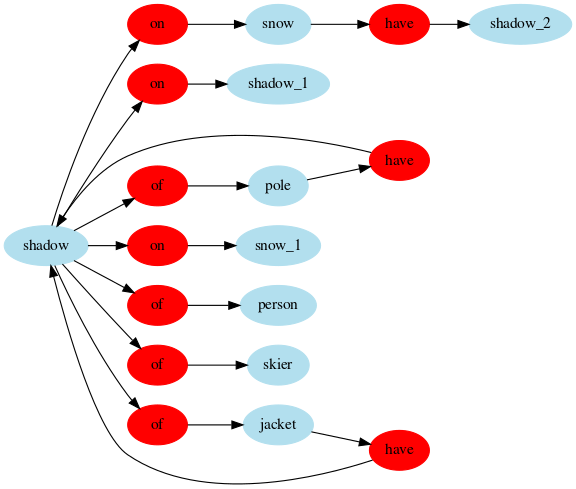 on snow have shadow_2
on shadow_1
have
of pole
shadow on snow_1
of person
of skier
of jacket
have